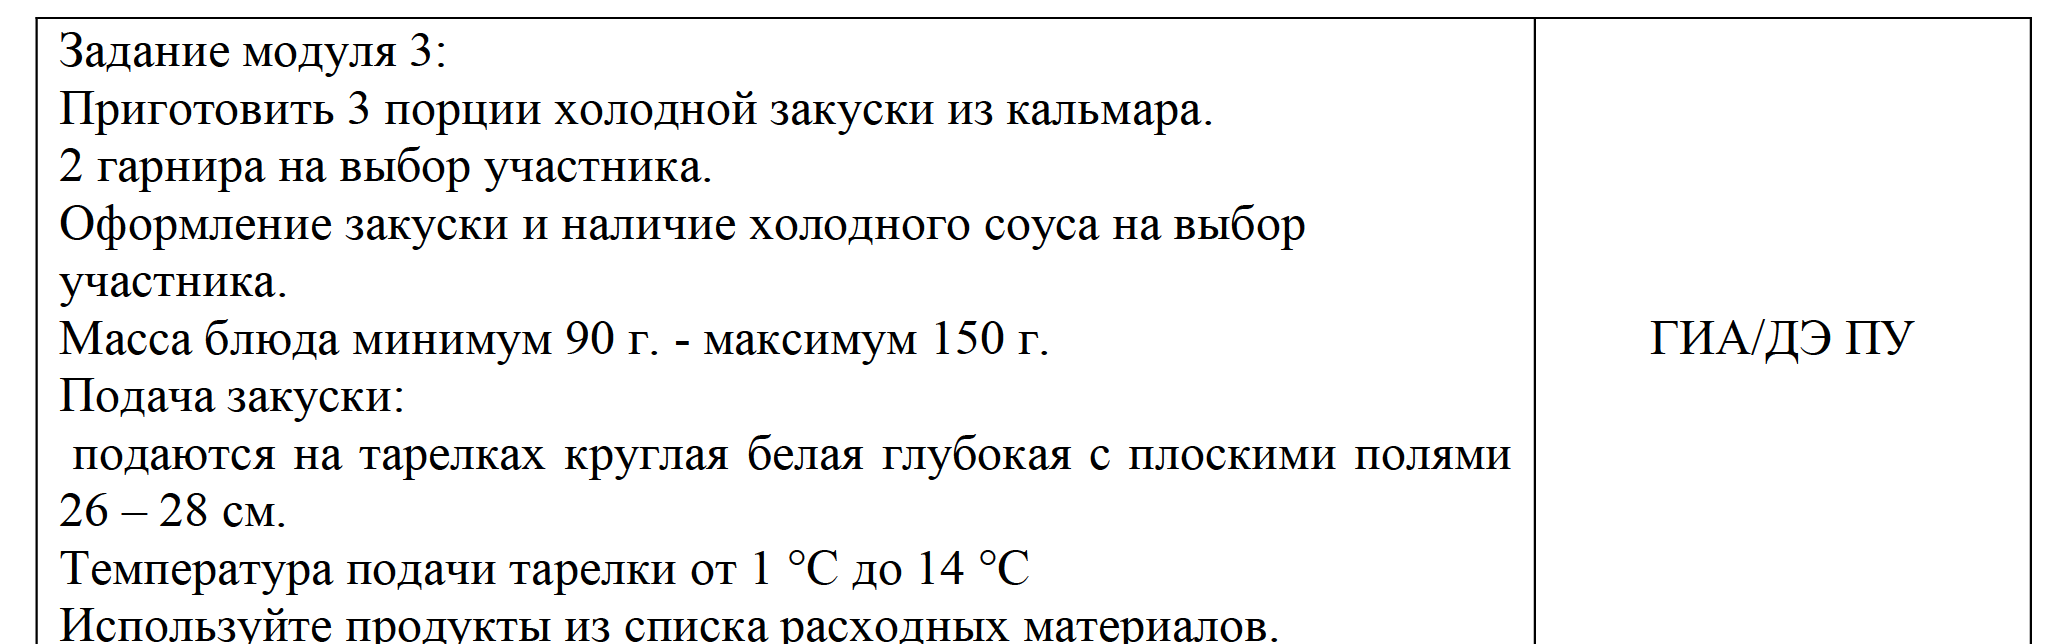 Задание модуля 3:
Приготовить 3 порции холодной закуски из кальмара.
2 гарнира на выбор участника.
Оформление закуски и наличие холодного соуса на выбор
участника.
Масса блюда минимум 90 г. - максимум 150 г.
Подача закуски:
подаются на тарелках круглая белая глубокая с плоскими полями
26 – 28 см.
Температура подачи тарелки от 1 °С до 14 °С
Используйте продукты из списка расходных материалов.
ГИА/ДЭ ПУ